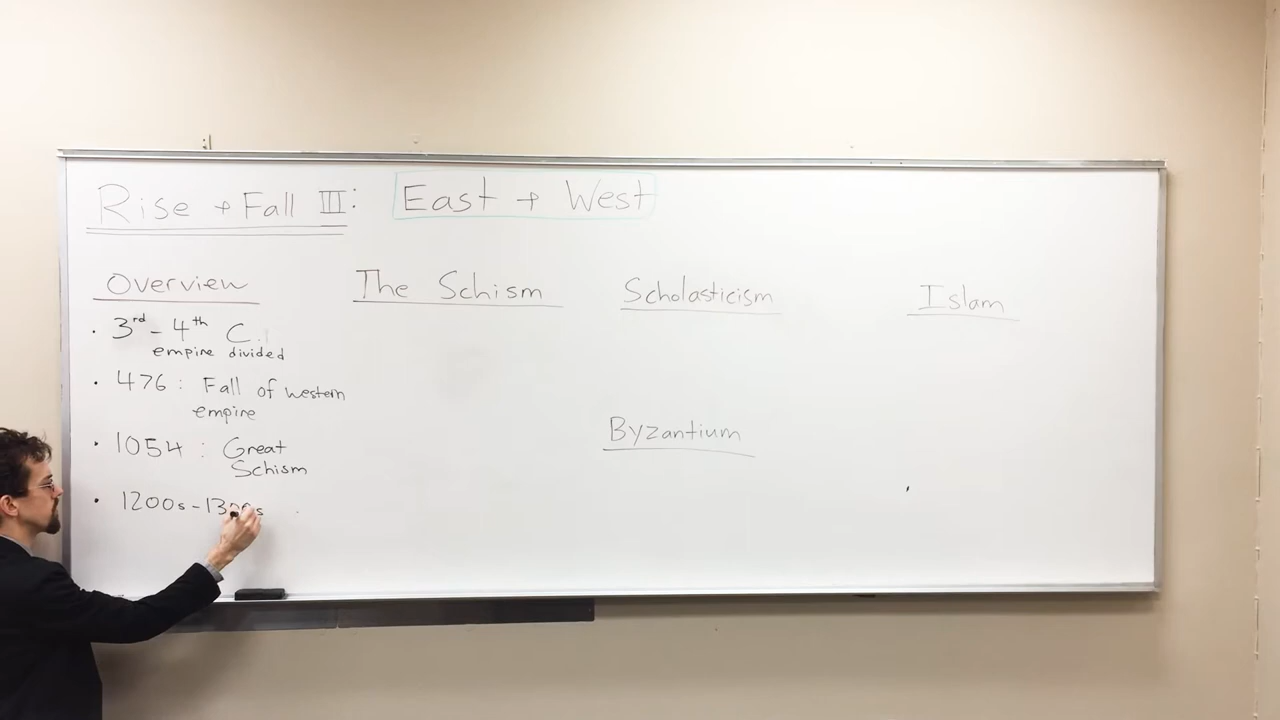 Rise + Fall III: East + West
Overview
• 3rd - 4th C.
empire divided
• 476 : Fall of western
empire
• 1054 : Great
Schism
• 1200s - 1300s
The Schism
Scholasticism
Byzantium
Islam